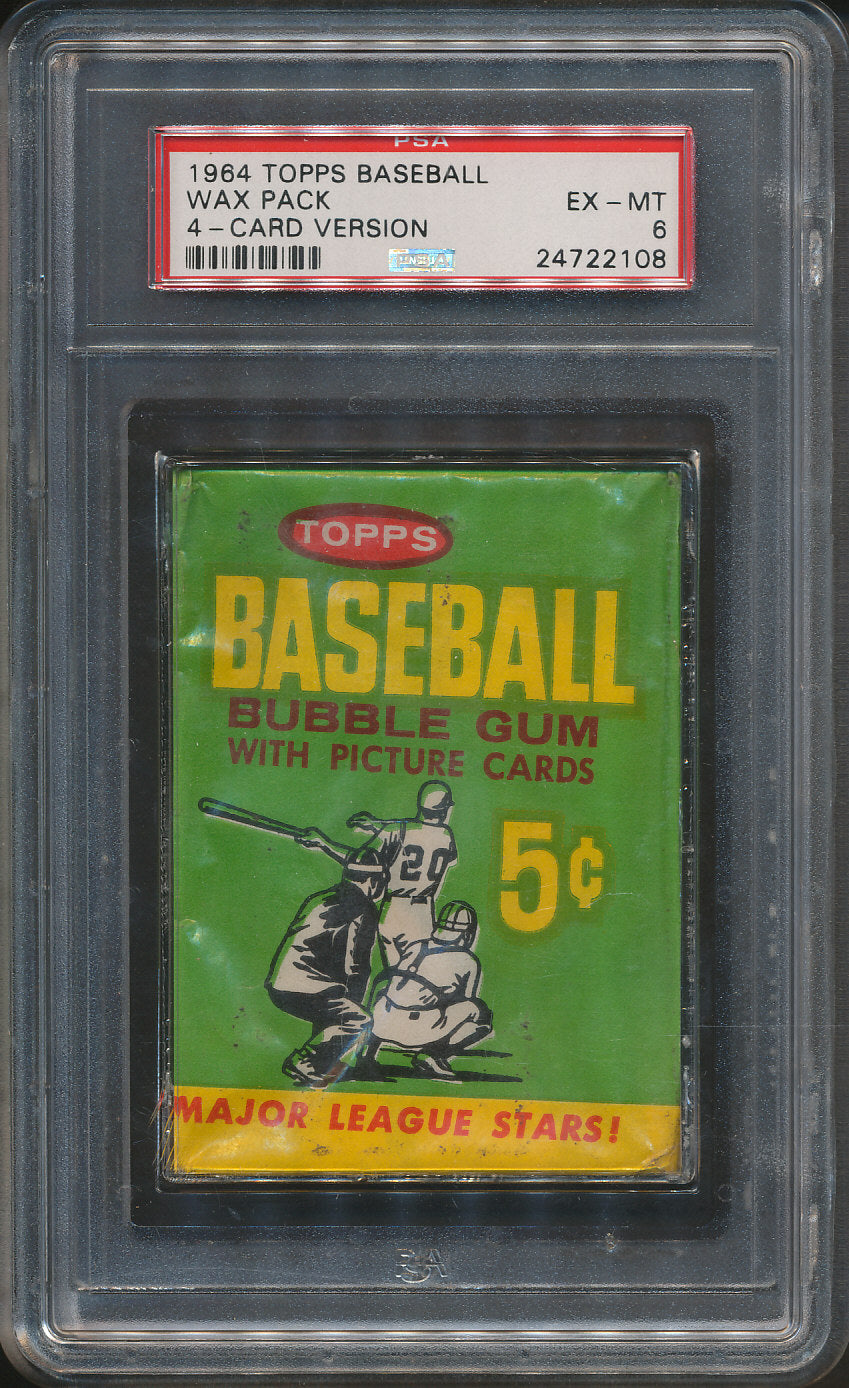 PSA
1964 TOPPS BASEBALL
WAX PACK EX - MT
4 - CARD VERSION 6
24722108
TOPPS
BASEBALL
BUBBLE GUM
WITH PICTURE CARDS
20
5¢
MAJOR LEAGUE STARS!
PSA